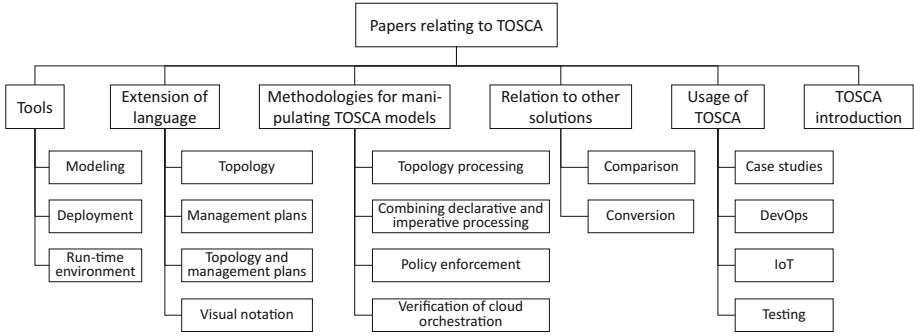 Papers relating to TOSCA
Tools
Extension of
language
Methodologies for mani-
pulating TOSCA models
Relation to other
solutions
Usage of
TOSCA
TOSCA
introduction
Modeling
Deployment
Run-time
environment
Topology
Management plans
Topology and
management plans
Visual notation
Topology processing
Combining declarative and
imperative processing
Policy enforcement
Verification of cloud
orchestration
Comparison
Conversion
Case studies
DevOps
IoT
Testing